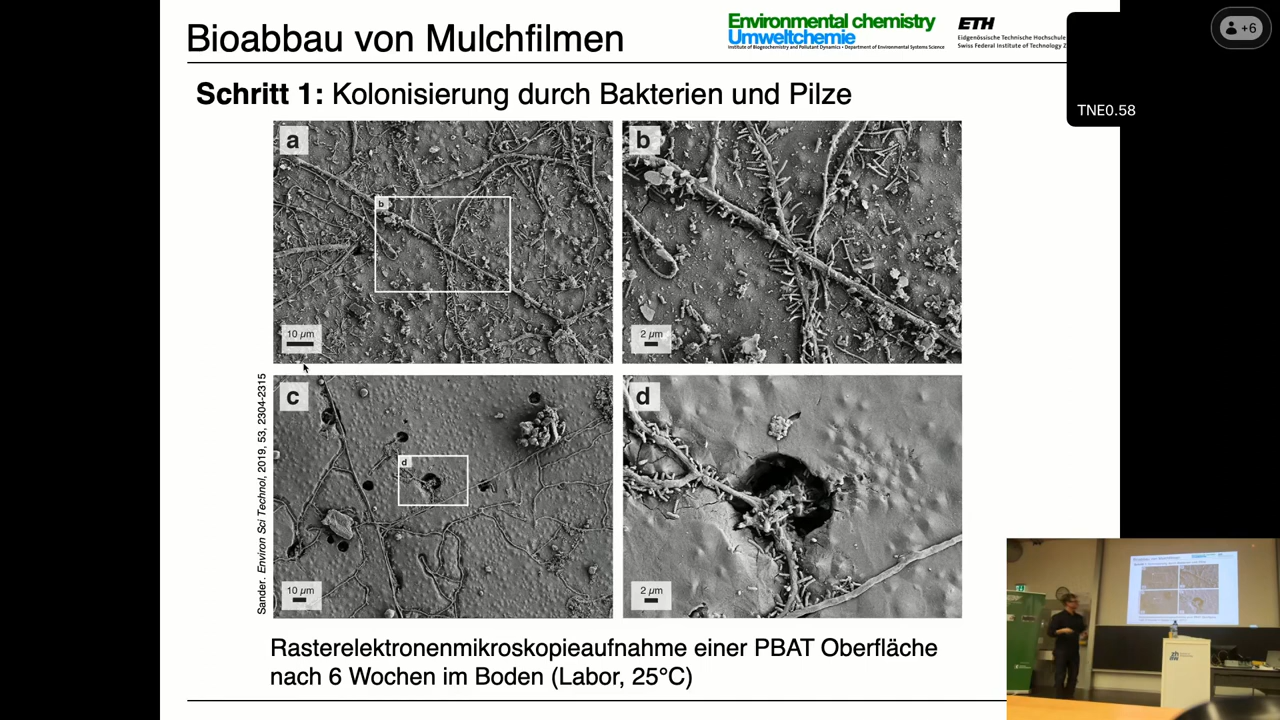 Bioabbau von Mulchfilmen
Environmental chemistry
Umweltchemie
Institute of Biogeochemistry and Pollutant Dynamics • Department of Environmental Systems Science
ETH
Eidgenössische Technische Hochschule
Swiss Federal Institute of Technology Z
+6
TNE0.58
Schritt 1: Kolonisierung durch Bakterien und Pilze
a
b
10 µm
b
2 µm
c
d
10 µm
d
2 µm
Sander. Environ Sci Technol, 2019, 53, 2304-2315
Rasterelektronenmikroskopieaufnahme einer PBAT Oberfläche
nach 6 Wochen im Boden (Labor, 25°C)